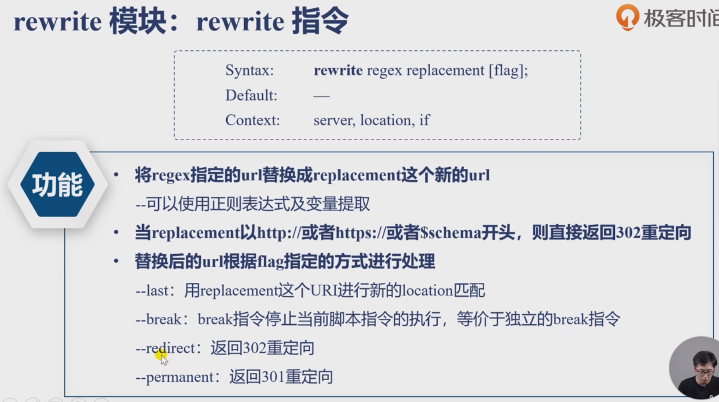 rewrite 模块：rewrite 指令
极客时间
Syntax: rewrite regex replacement [flag];
Default: —
Context: server, location, if
功能
• 将regex指定的url替换成replacement这个新的url
--可以使用正则表达式及变量提取
• 当replacement以http://或者https://或者$schema开头，则直接返回302重定向
• 替换后的url根据flag指定的方式进行处理
--last：用replacement这个URI进行新的location匹配
--break：break指令停止当前脚本指令的执行，等价于独立的break指令
--redirect：返回302重定向
--permanent：返回301重定向